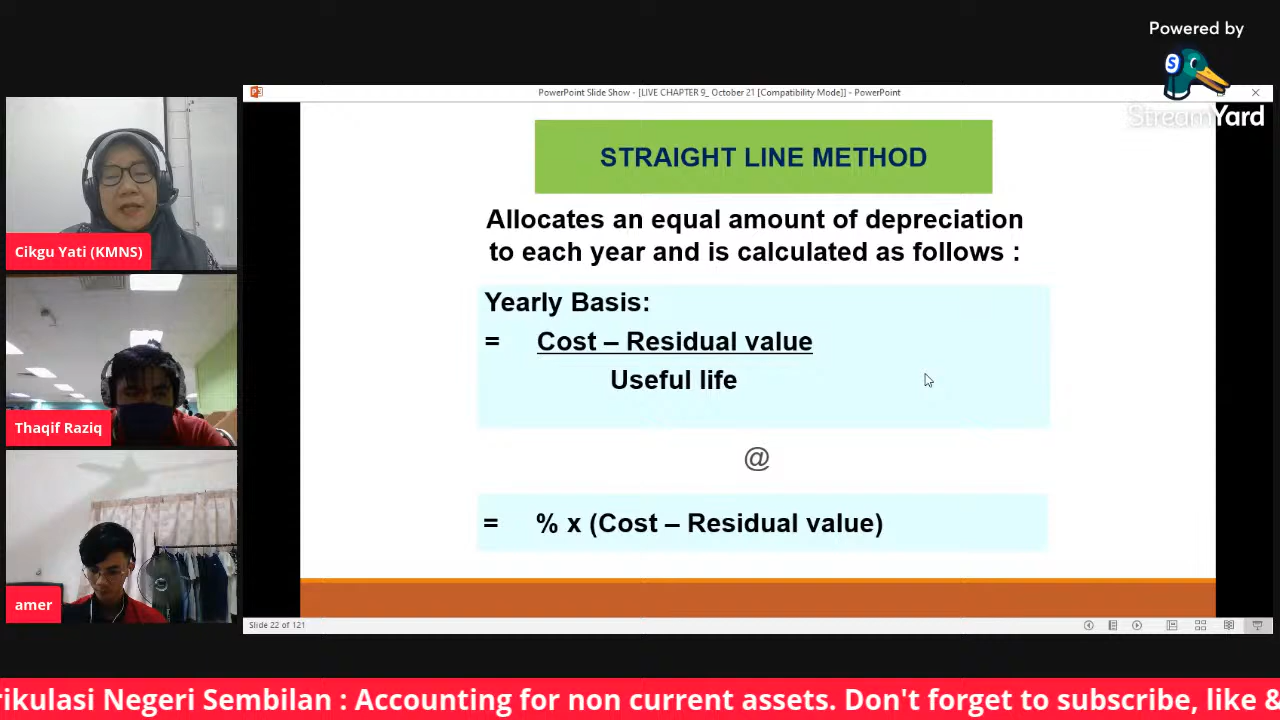 Powered by
S
StreamYard
PowerPoint Slide Show - [LIVE CHAPTER 9_ October 21 [Compatibility Mode]] - PowerPoint
STRAIGHT LINE METHOD
Allocates an equal amount of depreciation
to each year and is calculated as follows :
Yearly Basis:
= Cost – Residual value
Useful life
@
= % x (Cost – Residual value)
Slide 22 of 121
Cikgu Yati (KMNS)
Thaqif Raziq
amer
rikulasi Negeri Sembilan : Accounting for non current assets. Don't forget to subscribe, like &